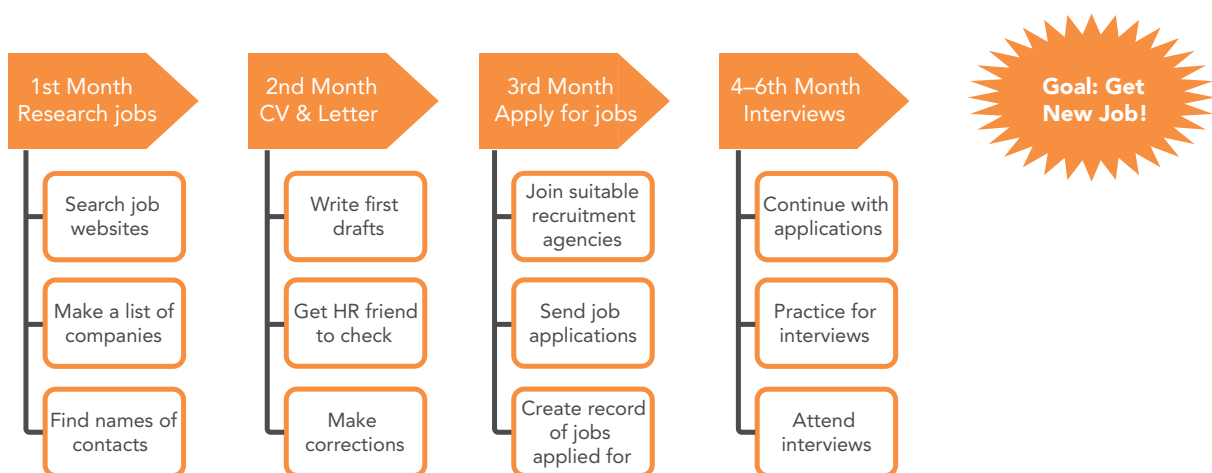 1st Month
Research jobs
Search job
websites
Make a list of
companies
Find names of
contacts
2nd Month
CV & Letter
Write first
drafts
Get HR friend
to check
Make
corrections
3rd Month
Apply for jobs
Join suitable
recruitment
agencies
Send job
applications
Create record
of jobs
applied for
4–6th Month
Interviews
Continue with
applications
Practice for
interviews
Attend
interviews
Goal: Get
New Job!